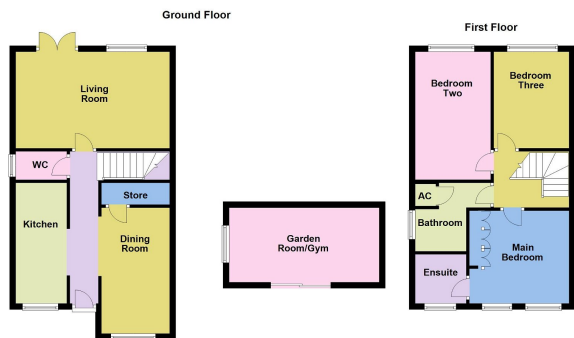 Ground Floor
Living
Room
WC
Store
Kitchen
Dining
Room
Garden
Room/Gym
First Floor
Bedroom
Two
Bedroom
Three
AC
Bathroom
Main
Bedroom
Ensuite